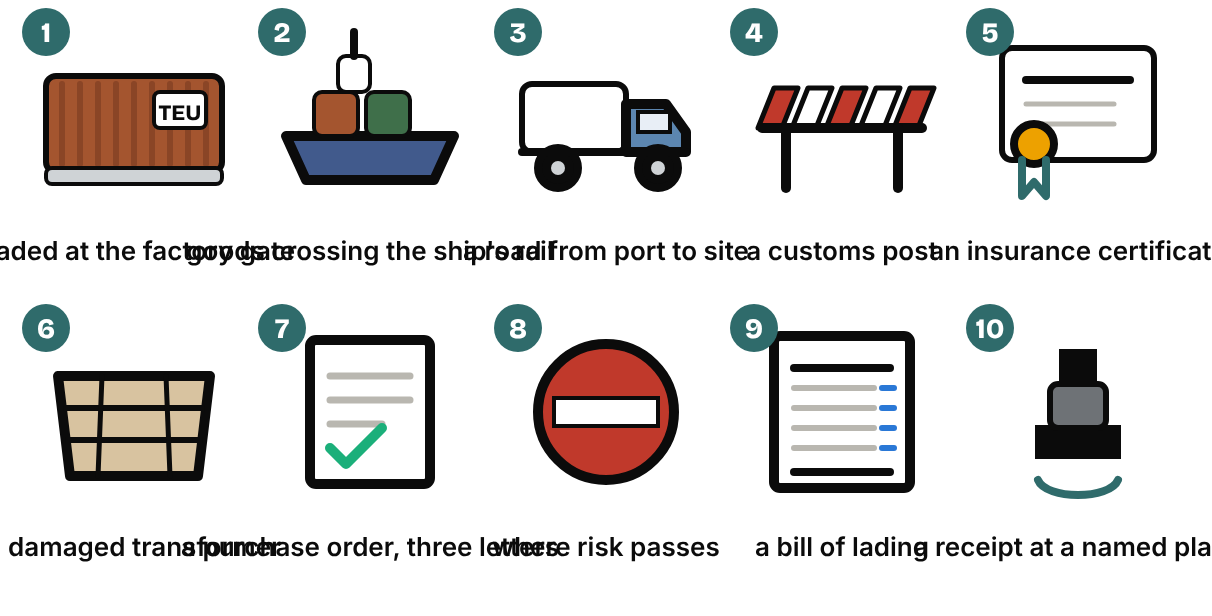 1
2
3
4
5
TEU
aded at the factory gate
goods crossing the ship's rail
road from port to site
a customs post
an insurance certificat
6
7
8
9
10
damaged transformer
a purchase order, three letters
where risk passes
a bill of lading
receipt at a named pla